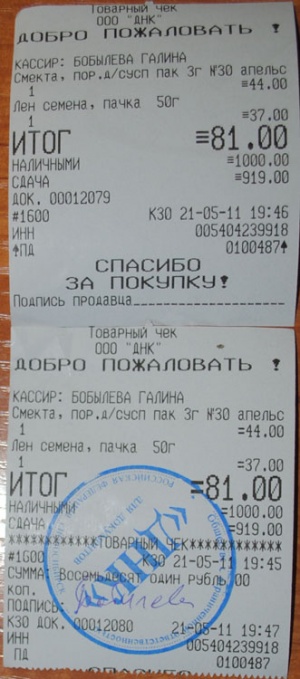 Товарный чек
ООО "ДНК"
ДОБРО ПОЖАЛОВАТЬ !
КАССИР: БОБЫЛЕВА ГАЛИНА
Смекта, пор.д/сусп пак 3г №30 апельс
1 =44.00
Лен семена, пачка 50г
1 =37.00
ИТОГ =81.00
НАЛИЧНЫМИ =1000.00
СДАЧА =919.00
ДОК. 00012079
#1600 К30 21-05-11 19:46
ИНН 005404239918
↑ПД 0100487↑
СПАСИБО
ЗА ПОКУПКУ!
Подпись продавца
Товарный чек
ООО "ДНК"
ДОБРО ПОЖАЛОВАТЬ !
КАССИР: БОБЫЛЕВА ГАЛИНА
Смекта, пор.д/сусп пак 3г №30 апельс
1 =44.00
Лен семена, пачка 50г
1 =37.00
ИТОГ =81.00
НАЛИЧНЫМИ =1000.00
СДАЧА =919.00
ТОВАРНЫЙ ЧЕК
#1600 К30 21-05-11 19:45
СУММА: Восемьдесят один рубль 00
коп.
ПОДПИСЬ:
К30 ДОК. 00012080 21-05-11 19:47
ИНН 005404239918
ПД 0100487
СПАСИБО
«ДНК»